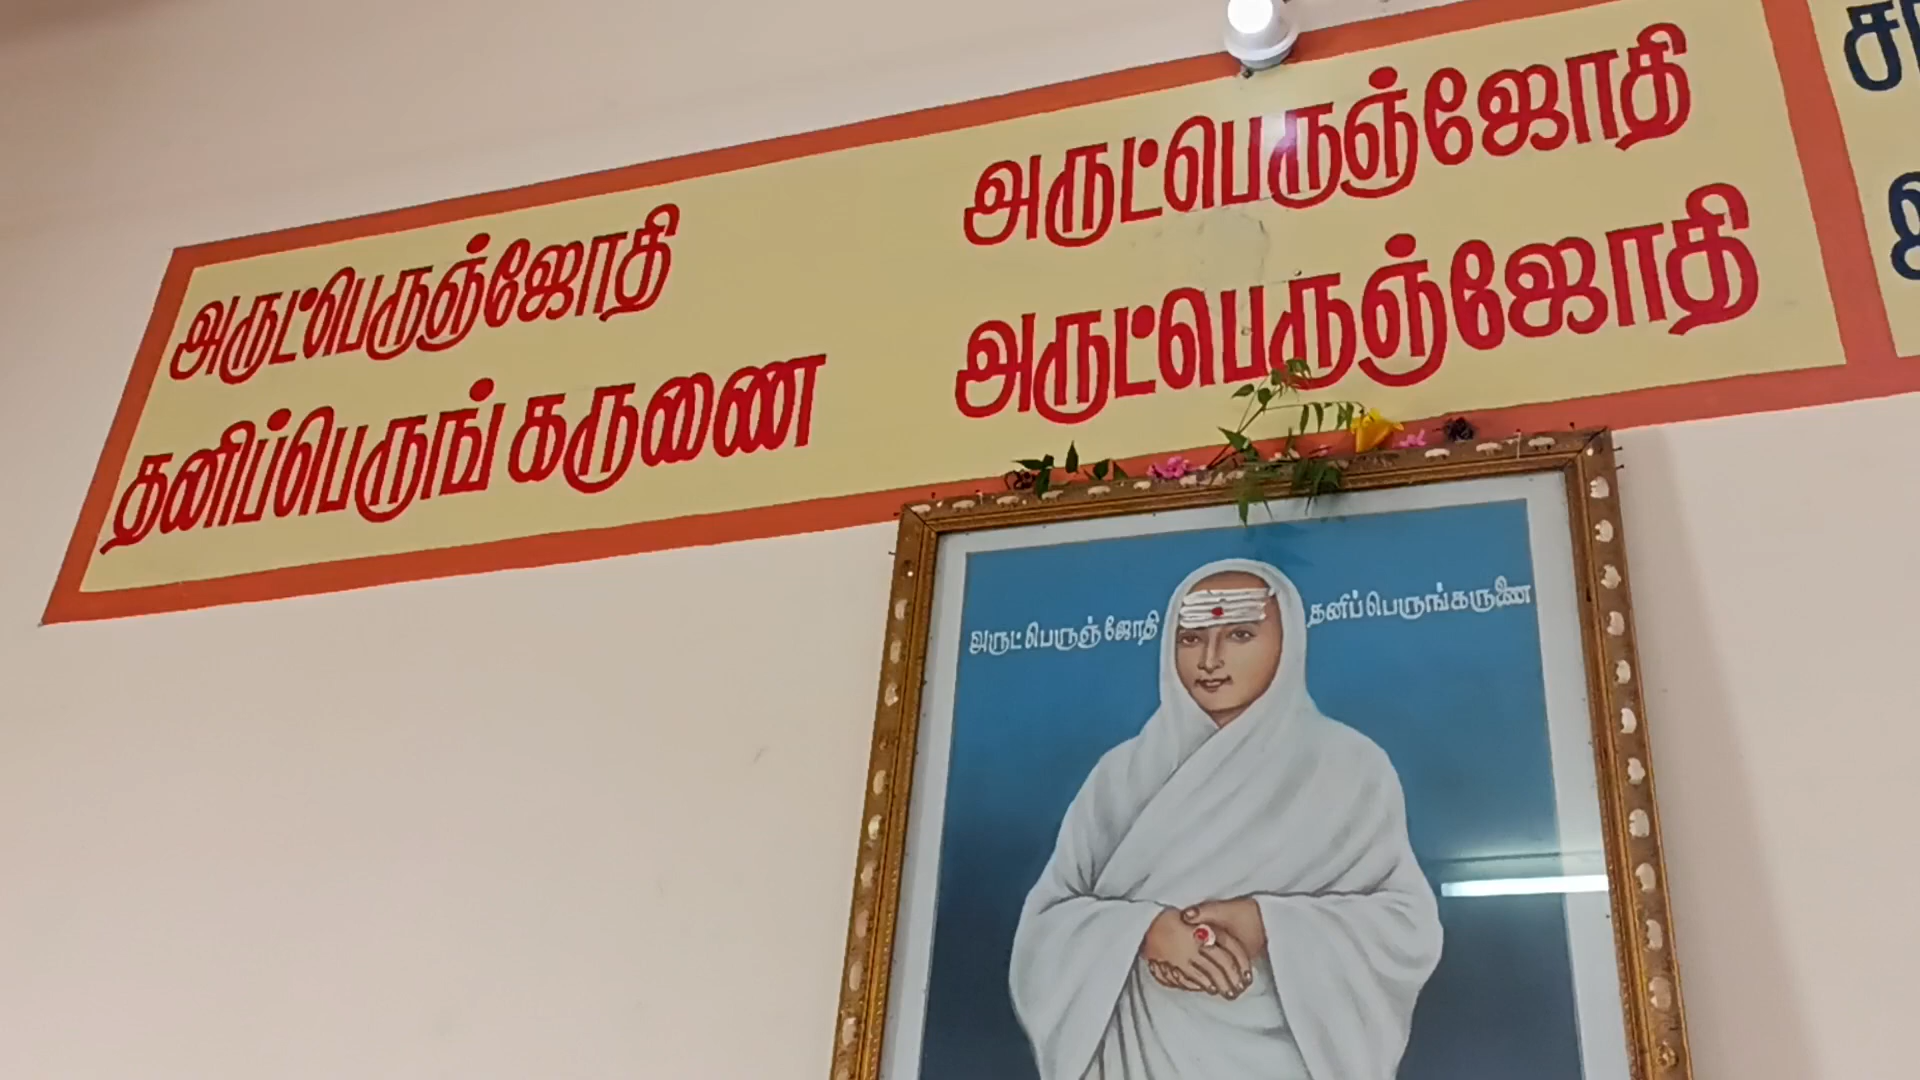 அருட்பெருஞ்ஜோதி அருட்பெருஞ்ஜோதி
தனிப்பெருங் கருணை அருட்பெருஞ்ஜோதி
அருட்பெருஞ் ஜோதி தனிப்பெருங்கருணை